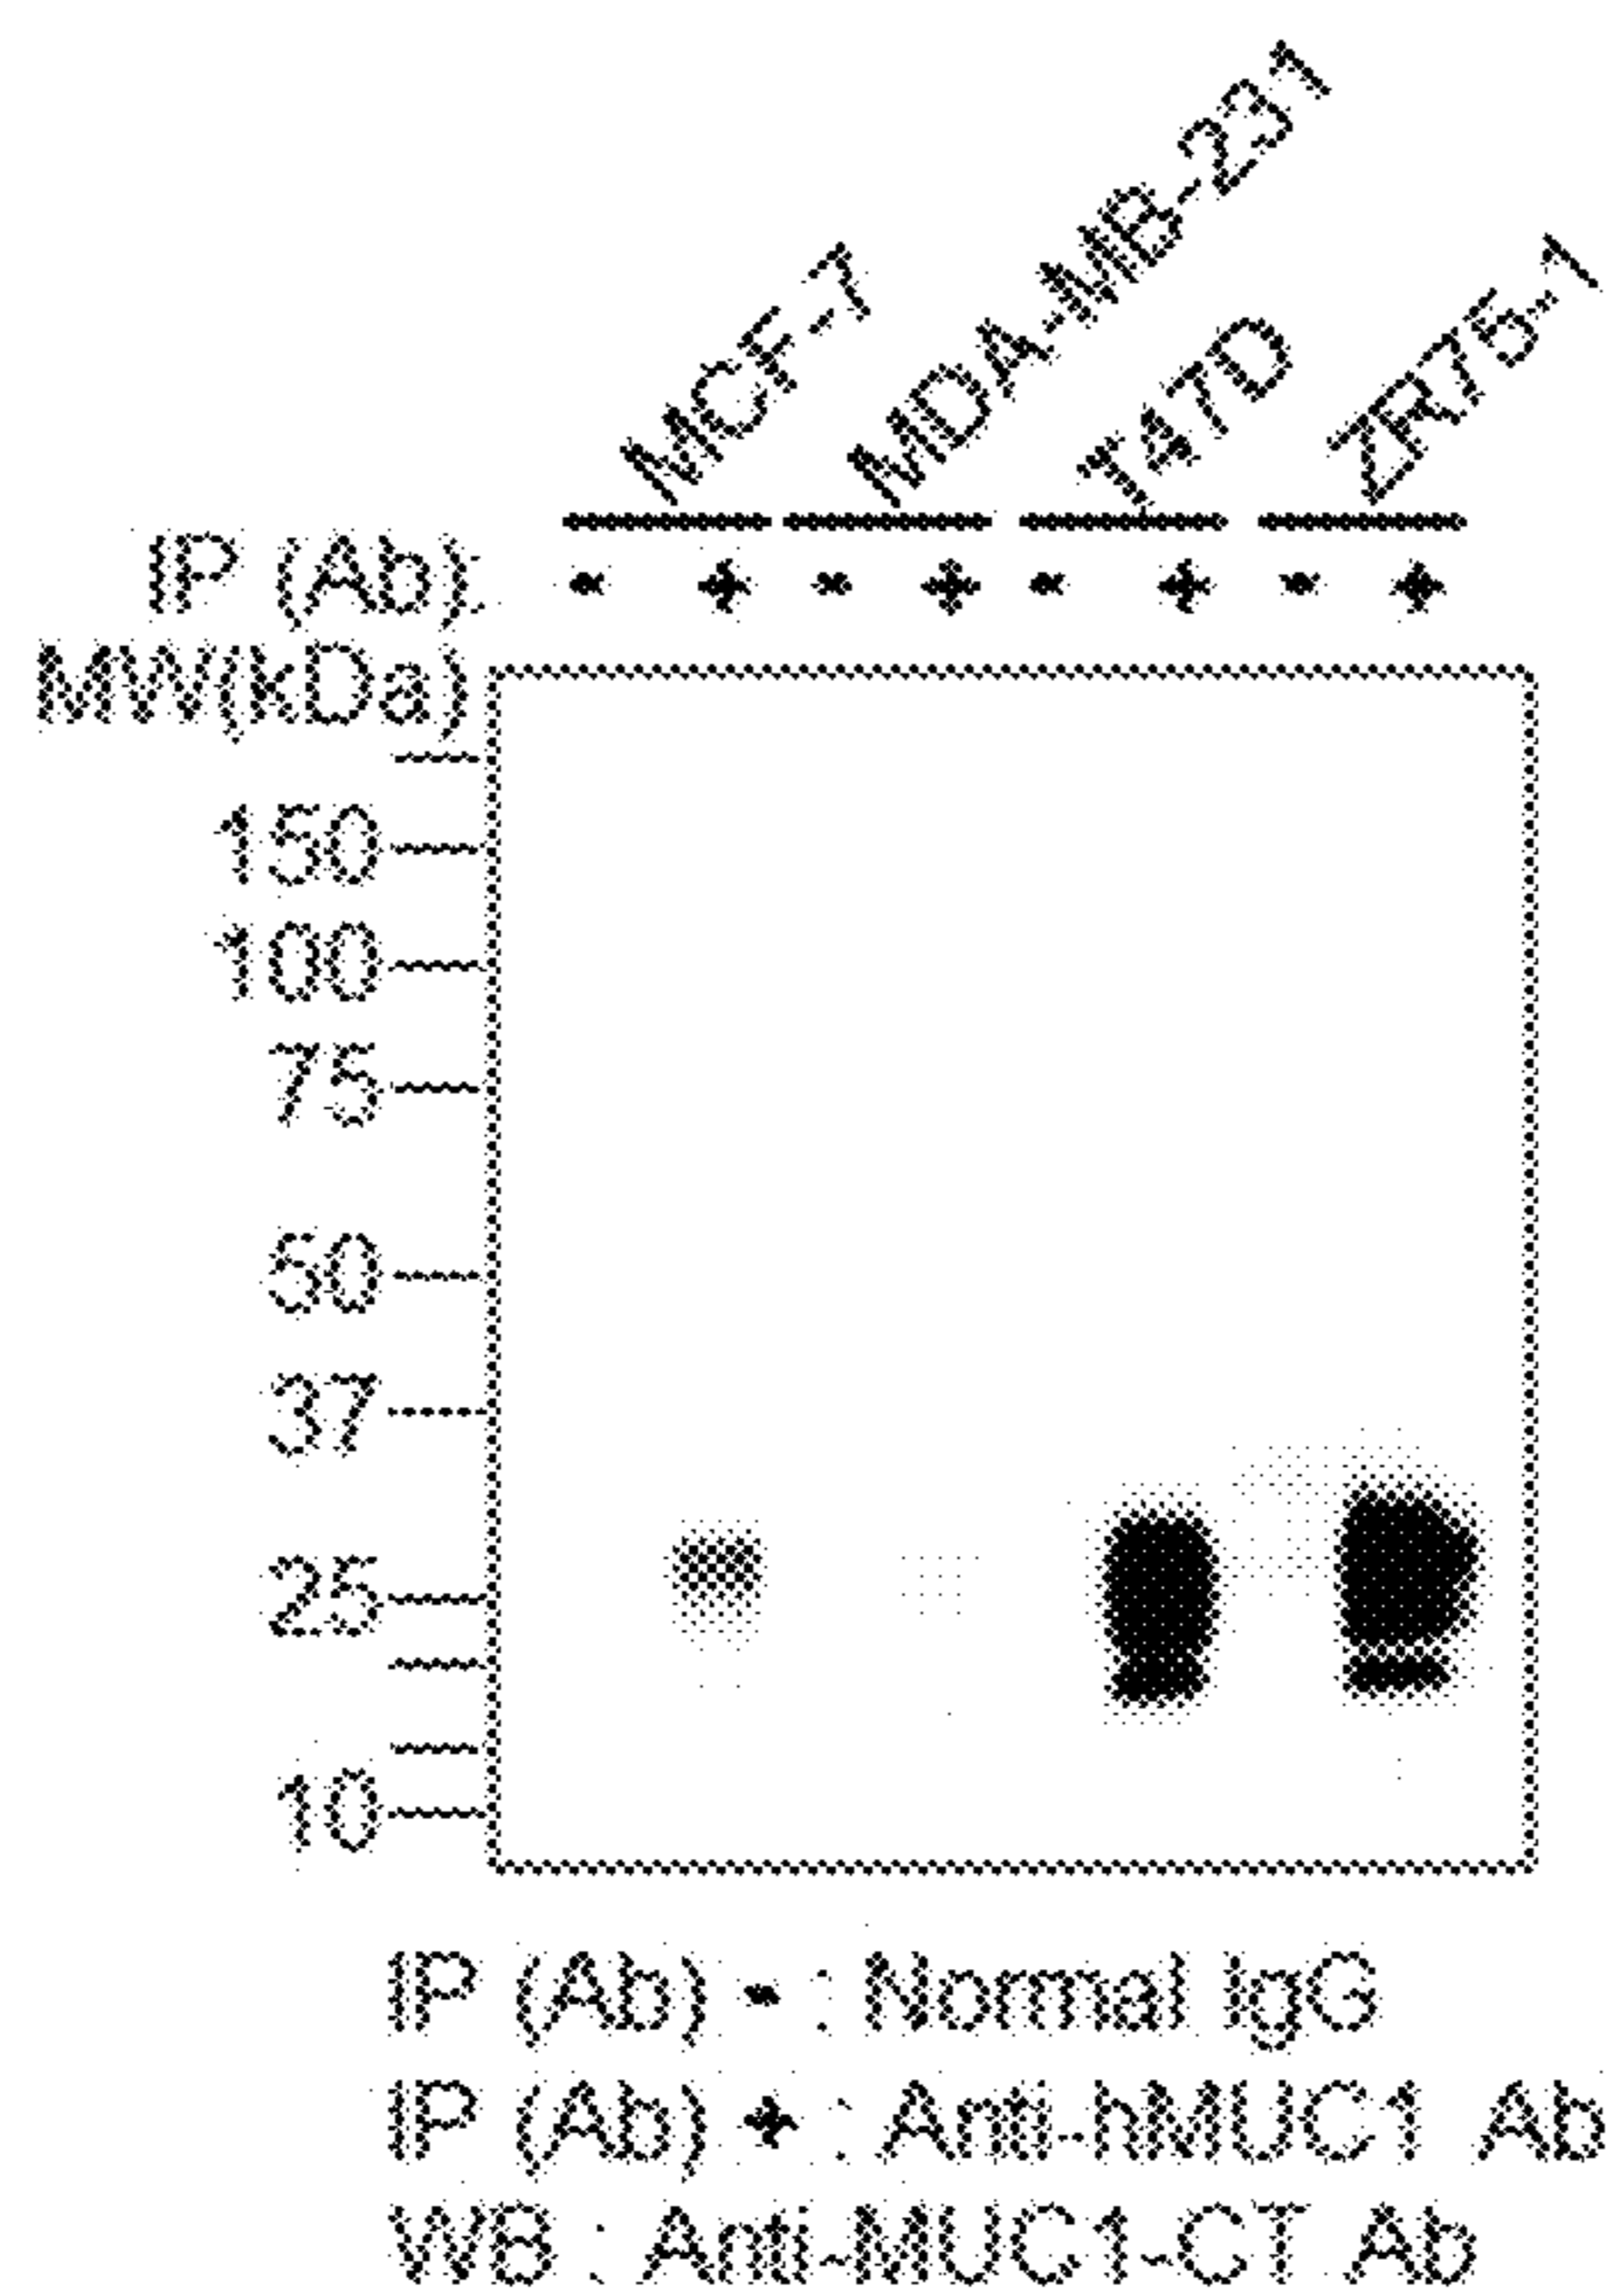 MCF-7
MDA-MB-231
T47D
ZR75-1
IP (Ab): - + - + - + - +
MW(kDa)
150
100
75
50
37
25
10
IP (Ab) - : Normal IgG
IP (Ab) + : Anti-hMUC1 Ab
WB : Anti-MUC1-CT Ab